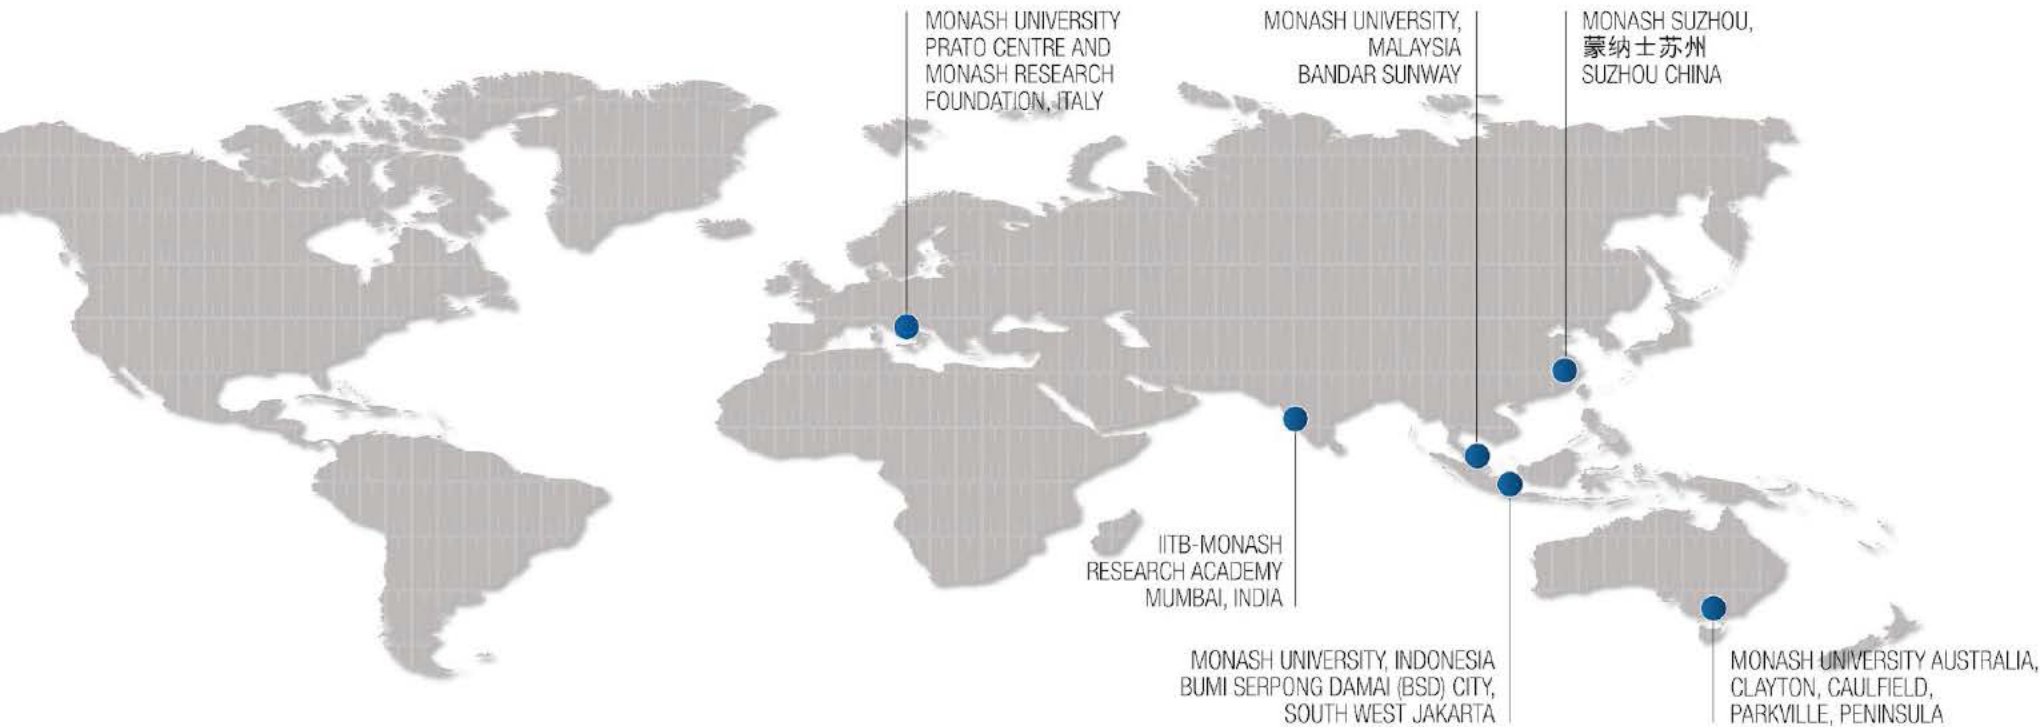 MONASH UNIVERSITY
PRATO CENTRE AND
MONASH RESEARCH
FOUNDATION, ITALY
MONASH UNIVERSITY,
MALAYSIA
BANDAR SUNWAY
MONASH SUZHOU,
蒙纳士苏州
SUZHOU CHINA
IITB-MONASH
RESEARCH ACADEMY
MUMBAI, INDIA
MONASH UNIVERSITY, INDONESIA
BUMI SERPONG DAMAI (BSD) CITY,
SOUTH WEST JAKARTA
MONASH UNIVERSITY AUSTRALIA,
CLAYTON, CAULFIELD,
PARKVILLE, PENINSULA